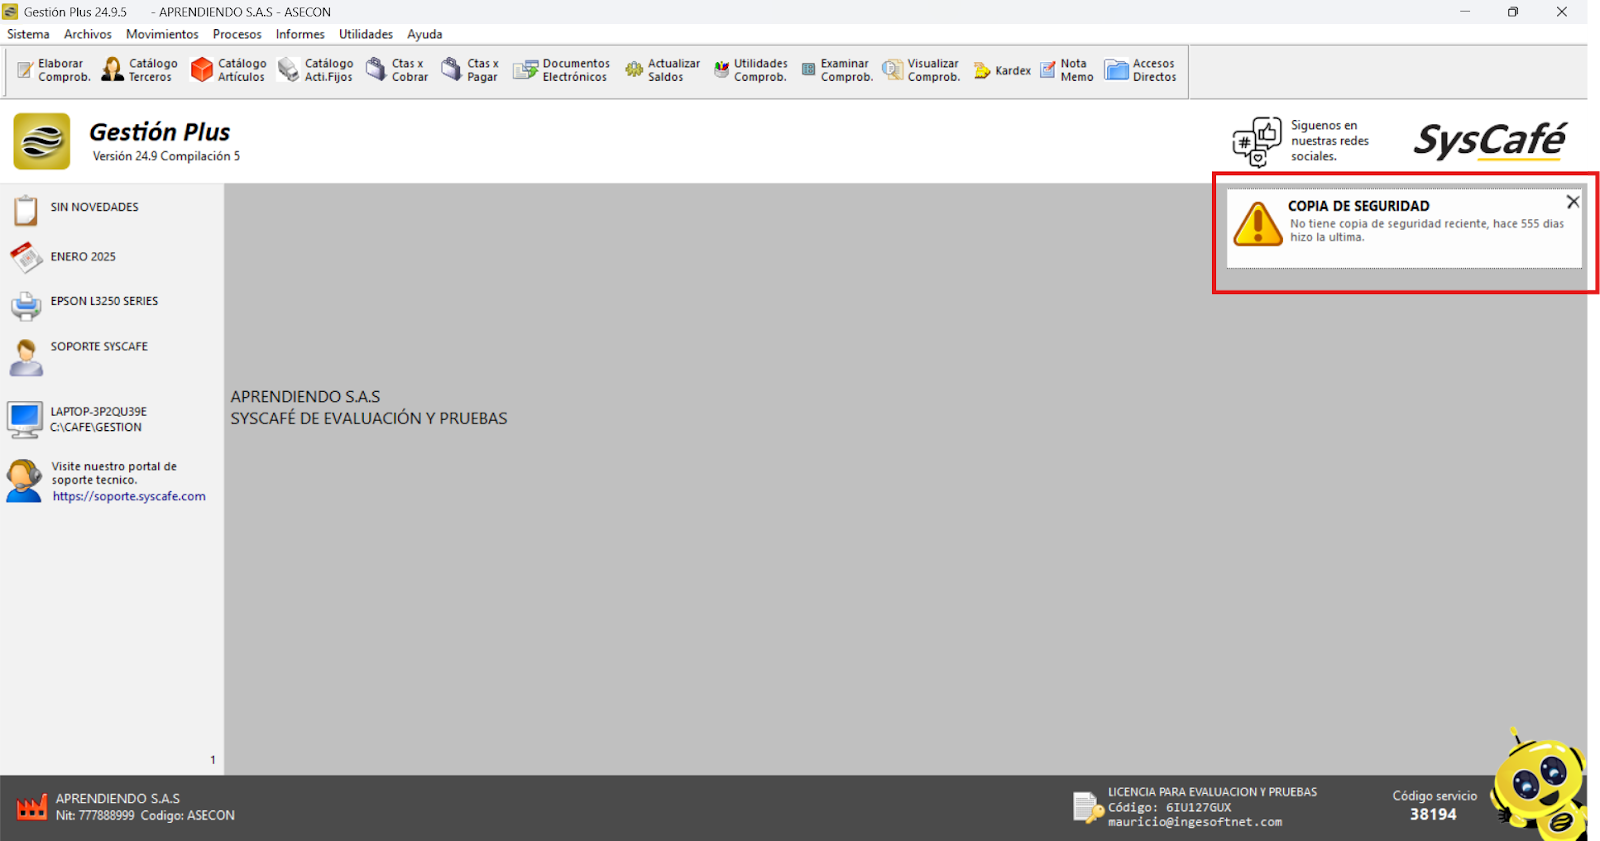 Gestión Plus 24.9.5 - APRENDIENDO S.A.S - ASECON
Sistema Archivos Movimientos Procesos Informes Utilidades Ayuda
Elaborar Comprob.
Catálogo Terceros
Catálogo Artículos
Catálogo Acti.Fijos
Ctas x Cobrar
Ctas x Pagar
Documentos Electrónicos
Actualizar Saldos
Utilidades Comprob.
Examinar Comprob.
Visualizar Comprob.
Kardex
Nota Memo
Accesos Directos
Gestión Plus
Versión 24.9 Compilación 5
Siguenos en
nuestras redes
sociales.
#
SysCafé
SIN NOVEDADES
ENERO 2025
EPSON L3250 SERIES
SOPORTE SYSCAFE
LAPTOP-3P2QU39E
C:\CAFE\GESTION
Visite nuestro portal de
soporte tecnico.
https://soporte.syscafe.com
1
COPIA DE SEGURIDAD
No tiene copia de seguridad reciente, hace 555 dias
hizo la ultima.
APRENDIENDO S.A.S
SYSCAFÉ DE EVALUACIÓN Y PRUEBAS
APRENDIENDO S.A.S
Nit: 777888999 Codigo: ASECON
LICENCIA PARA EVALUACION Y PRUEBAS
Código: 6IU127GUX
mauricio@ingesoftnet.com
Código servicio
38194